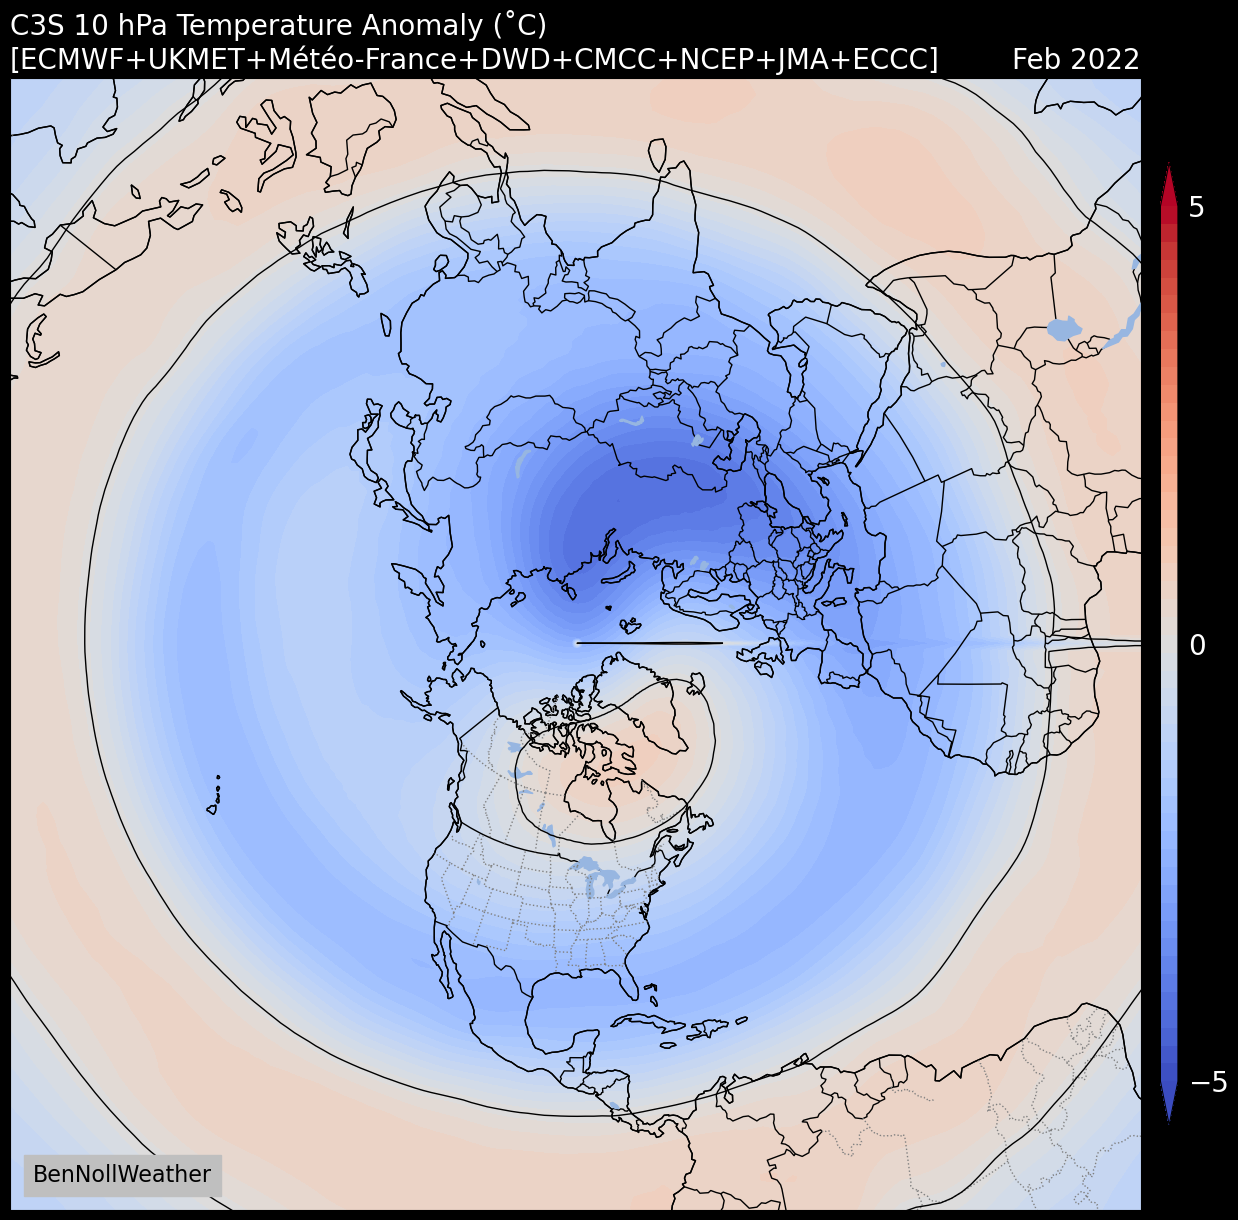 C3S 10 hPa Temperature Anomaly (˚C)
[ECMWF+UKMET+Météo-France+DWD+CMCC+NCEP+JMA+ECCC] Feb 2022
5
0
−5
BenNollWeather